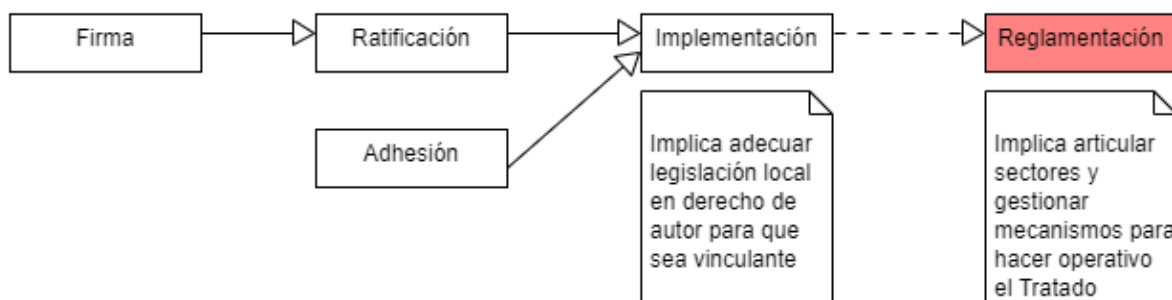 Firma
Ratificación
Implementación
Reglamentación
Adhesión
Implica adecuar
legislación local
en derecho de
autor para que
sea vinculante
Implica articular
sectores y
gestionar
mecanismos para
hacer operativo
el Tratado